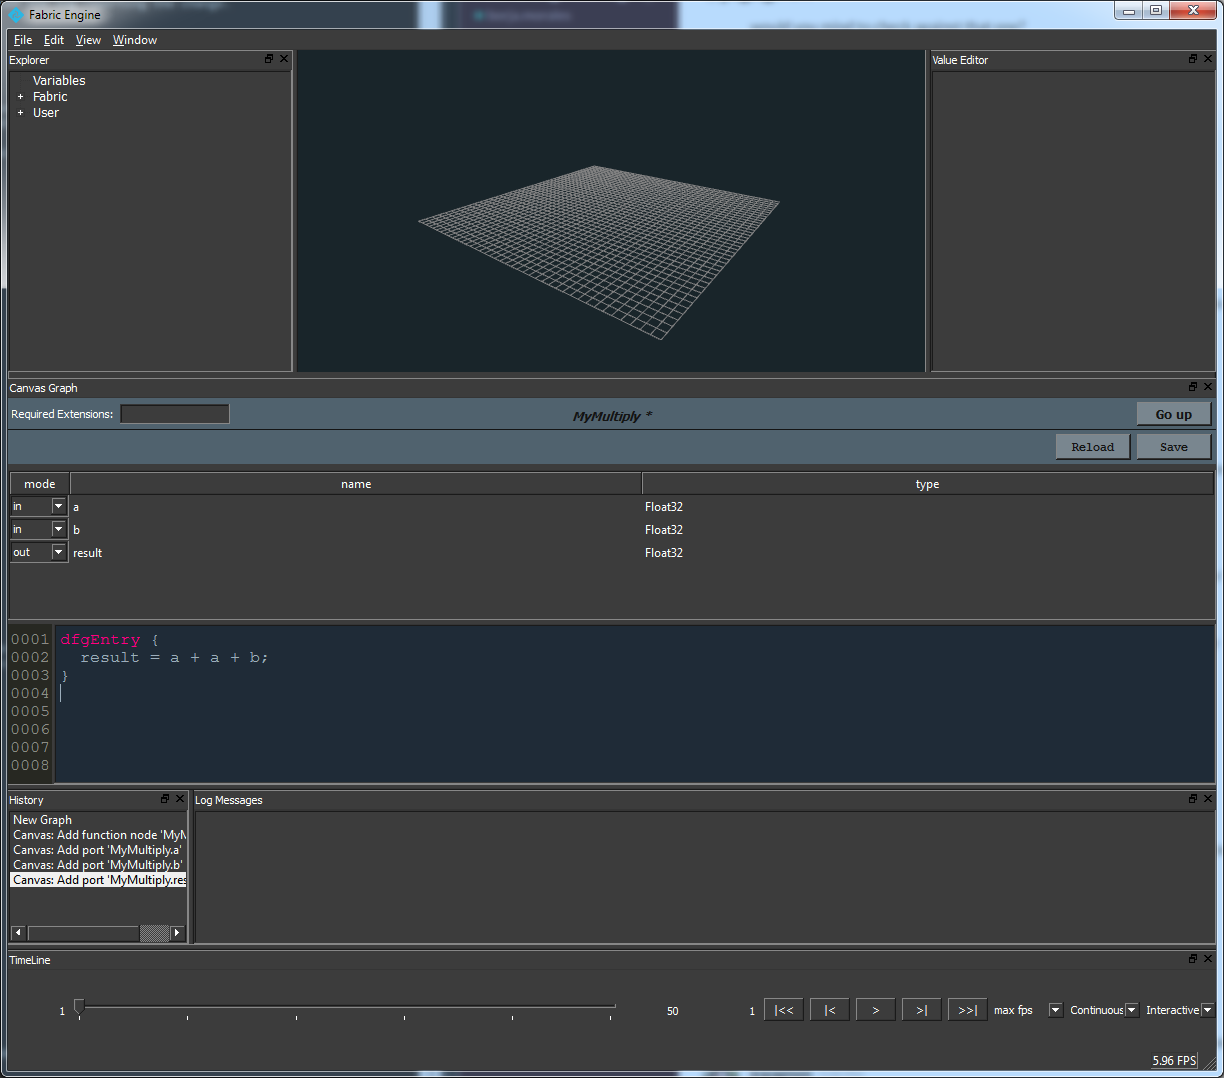 Fabric Engine
File Edit View Window
Explorer
Variables
+ Fabric
+ User
Value Editor
Canvas Graph
Required Extensions:
MyMultiply *
Go up
Reload
Save
mode name type
in a Float32
in b Float32
out result Float32
0001 dfgEntry {
0002 result = a + a + b;
0003 }
0004
0005
0006
0007
0008
History
New Graph
Canvas: Add function node 'MyM
Canvas: Add port 'MyMultiply.a'
Canvas: Add port 'MyMultiply.b'
Canvas: Add port 'MyMultiply.res
Log Messages
TimeLine
1 50 1 |<< |< > >| >>| max fps Continuous Interactive
5.96 FPS